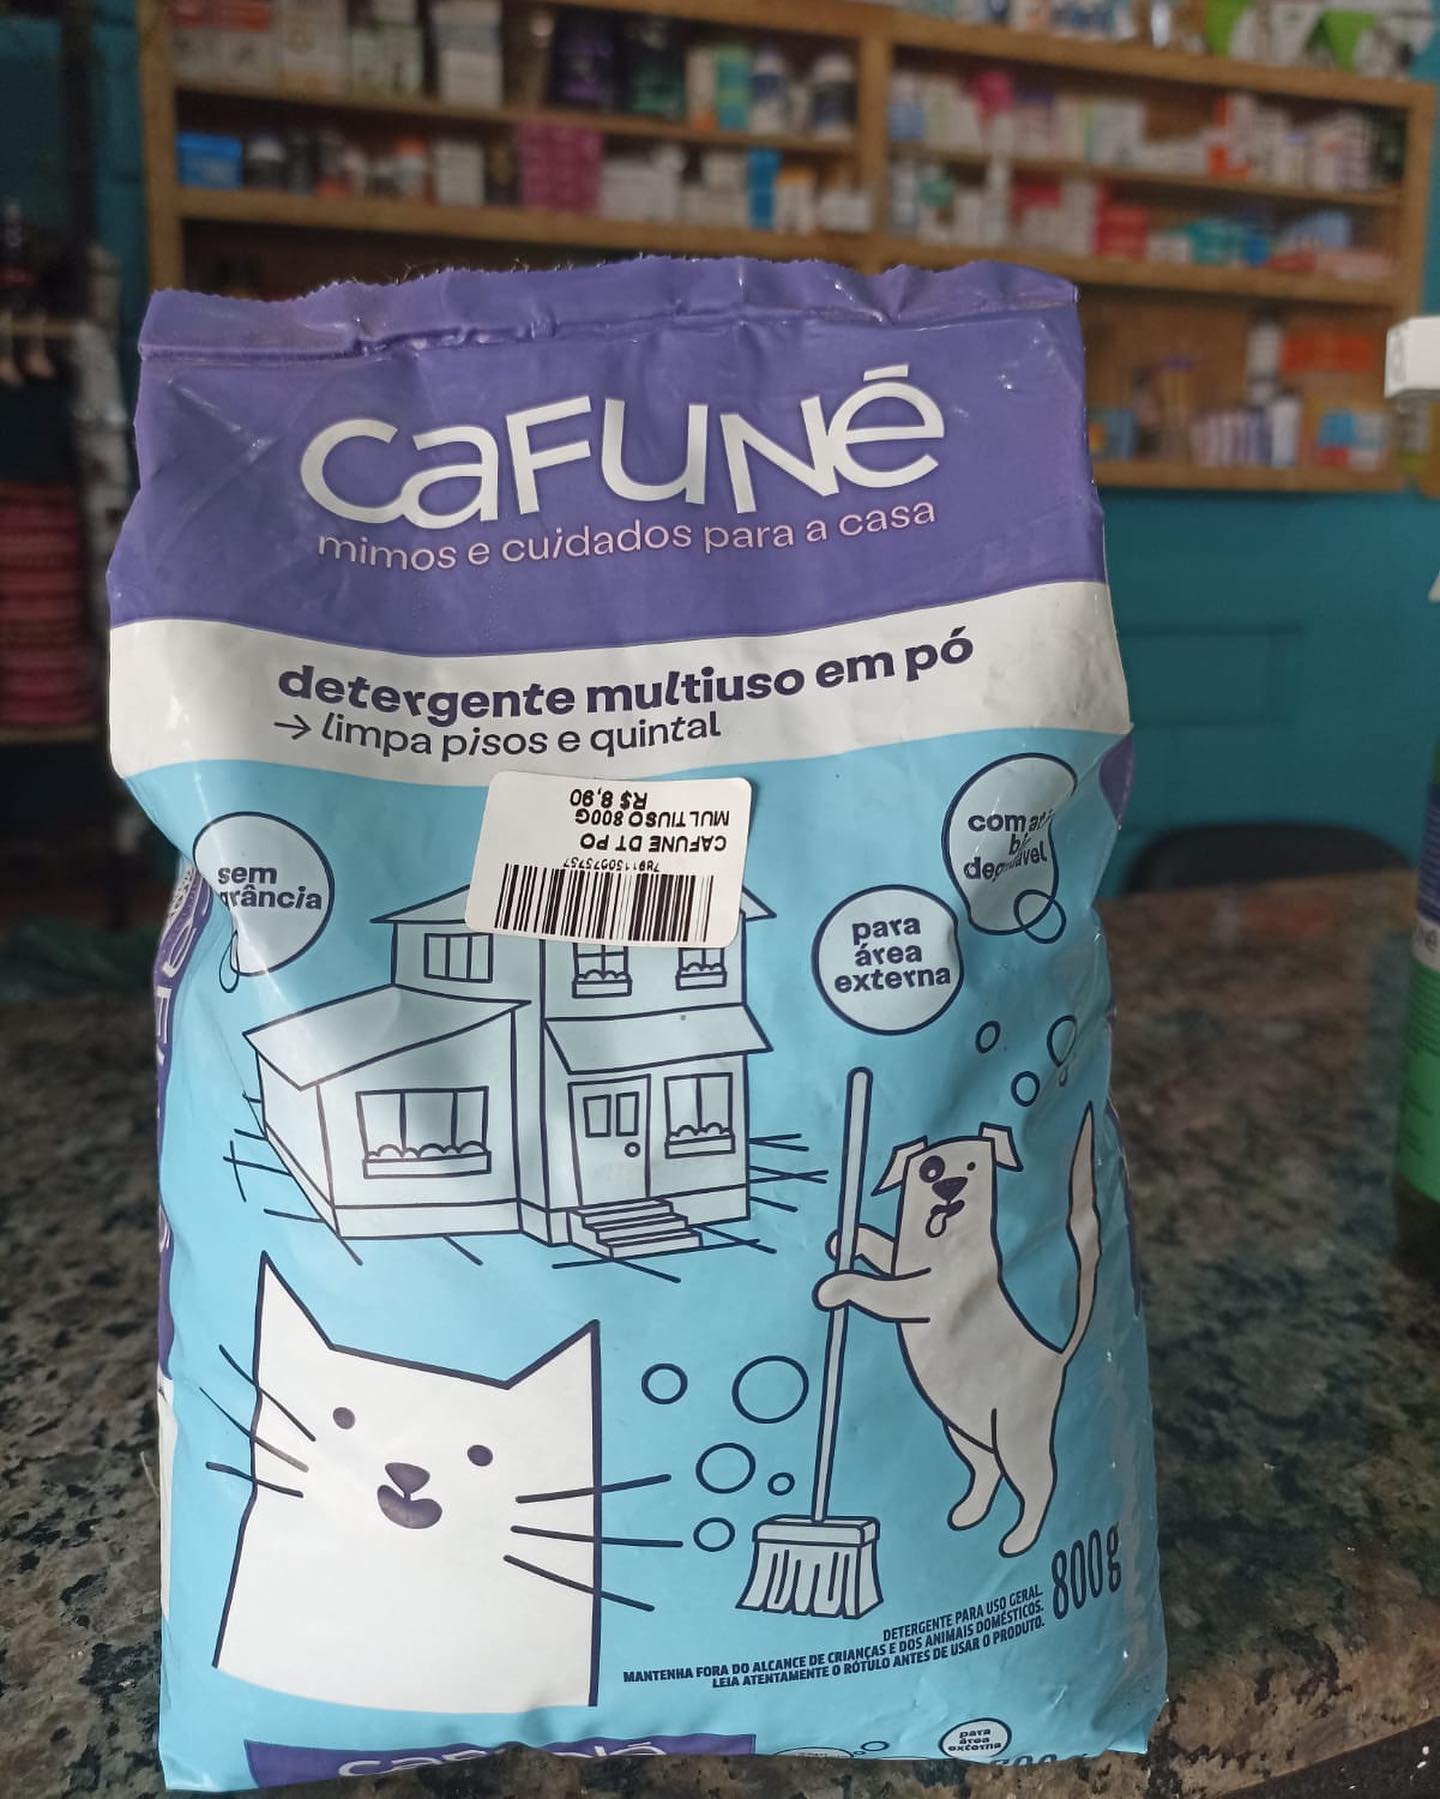 CAFUNĒ
mimos e cuidados para a casa
detergente multiuso em pó
→ limpa pisos e quintal
CAFUNE DT PO
MULTIUSO 800G
R$ 8,90
sem
para
área
externa
com
800g
DETERGENTE PARA USO GERAL.
MANTENHA FORA DO ALCANCE DE CRIANÇAS E DOS ANIMAIS DOMÉSTICOS.
LEIA ATENTAMENTE O RÓTULO ANTES DE USAR O PRODUTO.
para
área
externa